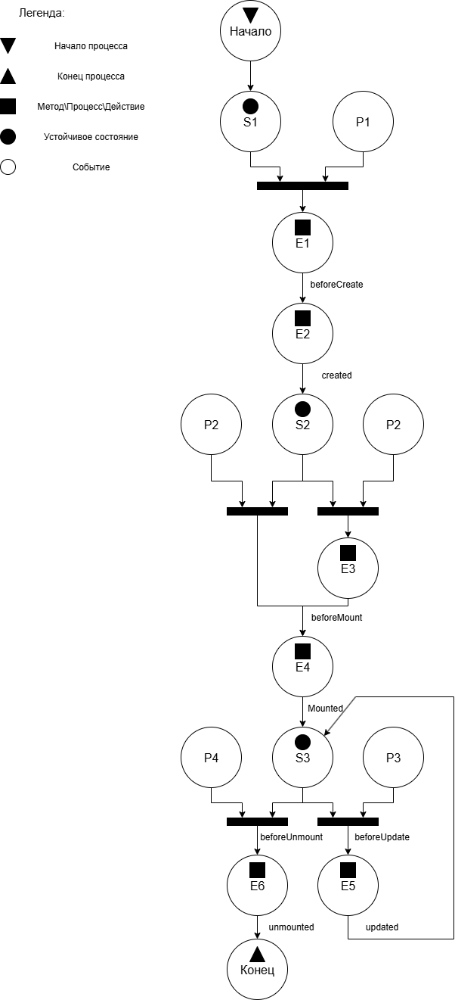 Легенда:
Начало процесса
Конец процесса
Метод\Процесс\Действие
Устойчивое состояние
Событие
Начало
S1
P1
E1
beforeCreate
E2
created
P2
S2
P2
E3
beforeMount
E4
Mounted
P4
S3
P3
beforeUnmount
beforeUpdate
E6
E5
unmounted
updated
Конец